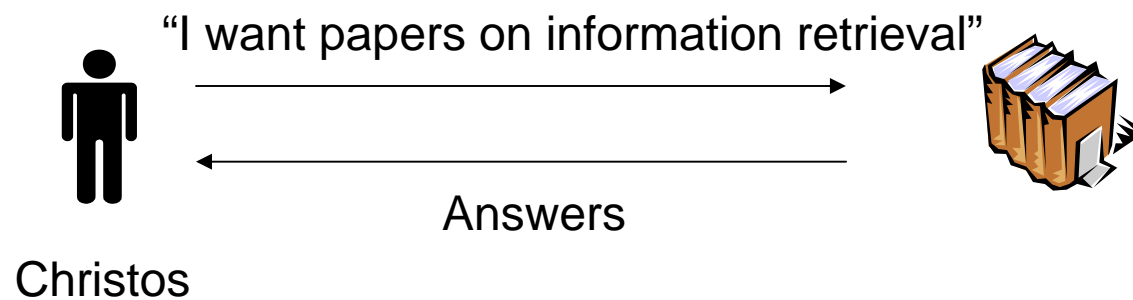 “I want papers on information retrieval”
Answers
Christos